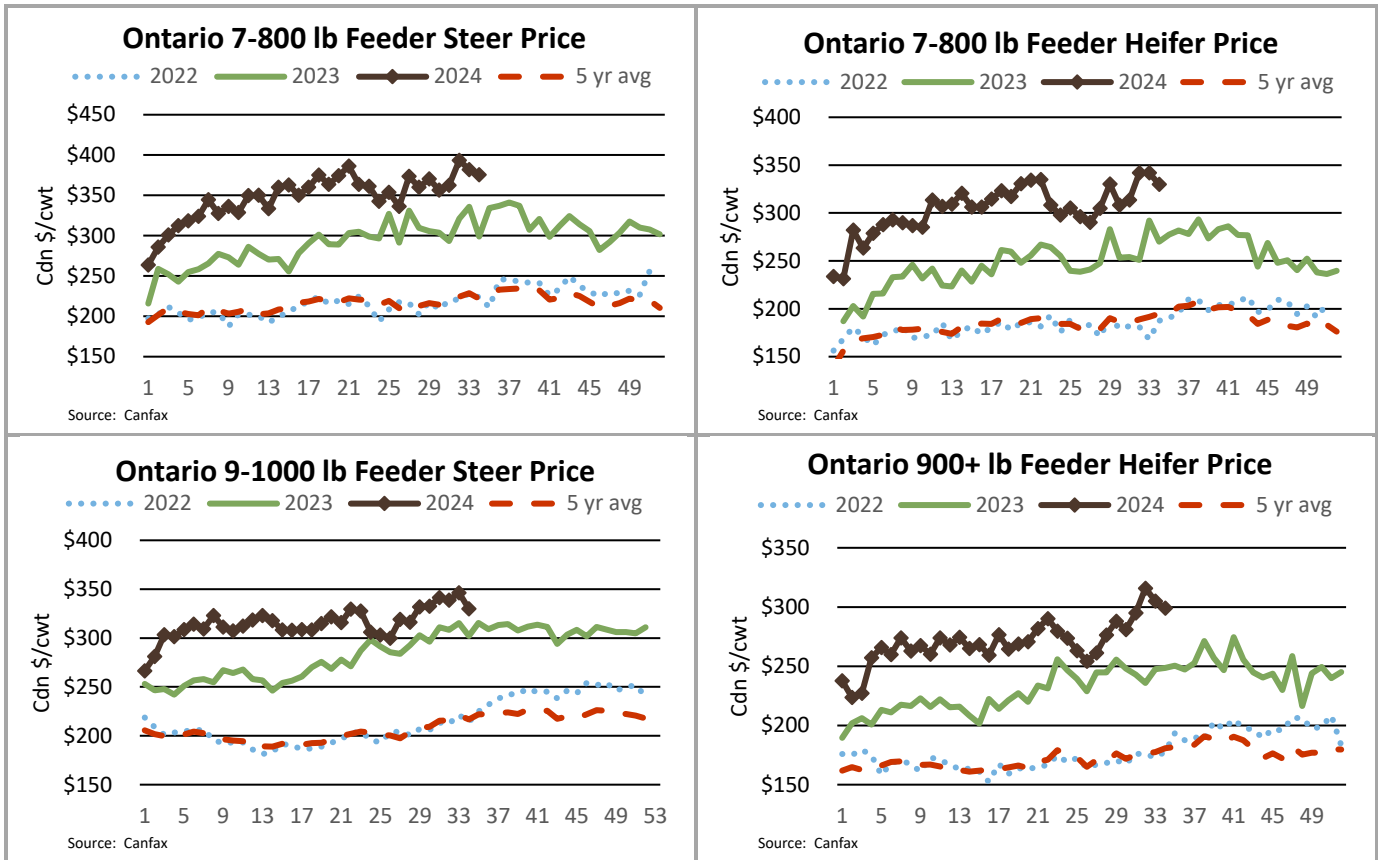 Ontario 7-800 lb Feeder Steer Price
2022 2023 2024 5 yr avg
$450
$400
$350
$300
$250
$200
$150
Cdn $/cwt
1 5 9 13 17 21 25 29 33 37 41 45 49
Source: Canfax
Ontario 7-800 lb Feeder Heifer Price
2022 2023 2024 5 yr avg
$400
$350
$300
$250
$200
$150
Cdn $/cwt
1 5 9 13 17 21 25 29 33 37 41 45 49
Source: Canfax
Ontario 9-1000 lb Feeder Steer Price
2022 2023 2024 5 yr avg
$400
$350
$300
$250
$200
$150
Cdn $/cwt
1 5 9 13 17 21 25 29 33 37 41 45 49 53
Source: Canfax
Ontario 900+ lb Feeder Heifer Price
2022 2023 2024 5 yr avg
$350
$300
$250
$200
$150
Cdn $/cwt
1 5 9 13 17 21 25 29 33 37 41 45 49
Source: Canfax